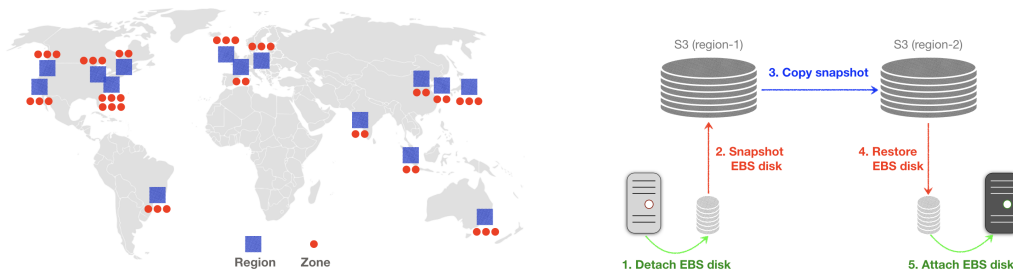 Region
Zone
S3 (region-1)
S3 (region-2)
3. Copy snapshot
2. Snapshot
EBS disk
4. Restore
EBS disk
1. Detach EBS disk
5. Attach EBS disk